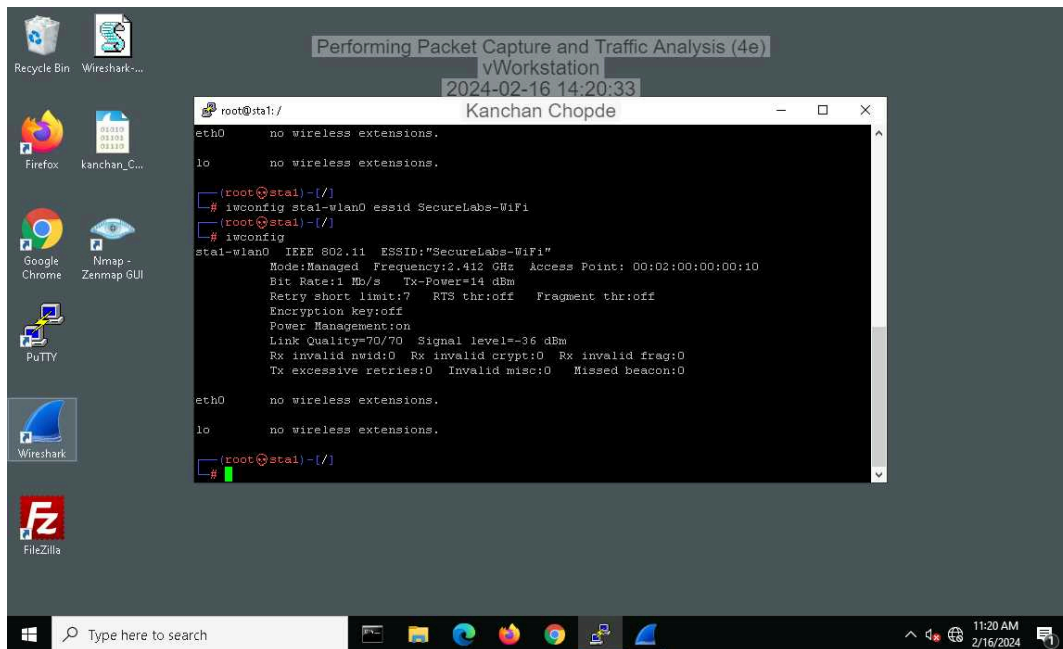 Performing Packet Capture and Traffic Analysis (4e)
vWorkstation
2024-02-16 14:20:33
Kanchan Chopde
Recycle Bin
Wireshark-...
Firefox
kanchan_C...
Google
Chrome
Nmap -
Zenmap GUI
PuTTY
Wireshark
FileZilla
root@sta1: /
eth0 no wireless extensions.
lo no wireless extensions.
(root sta1)-[/]
# iwconfig sta1-wlan0 essid SecureLabs-WiFi
(root sta1)-[/]
# iwconfig
sta1-wlan0 IEEE 802.11 ESSID:"SecureLabs-WiFi"
Mode:Managed Frequency:2.412 GHz Access Point: 00:02:00:00:00:10
Bit Rate:1 Mb/s Tx-Power=14 dBm
Retry short limit:7 RTS thr:off Fragment thr:off
Encryption key:off
Power Management:on
Link Quality=70/70 Signal level=-36 dBm
Rx invalid nwid:0 Rx invalid crypt:0 Rx invalid frag:0
Tx excessive retries:0 Invalid misc:0 Missed beacon:0
eth0 no wireless extensions.
lo no wireless extensions.
(root sta1)-[/]
#
Type here to search
11:20 AM
2/16/2024